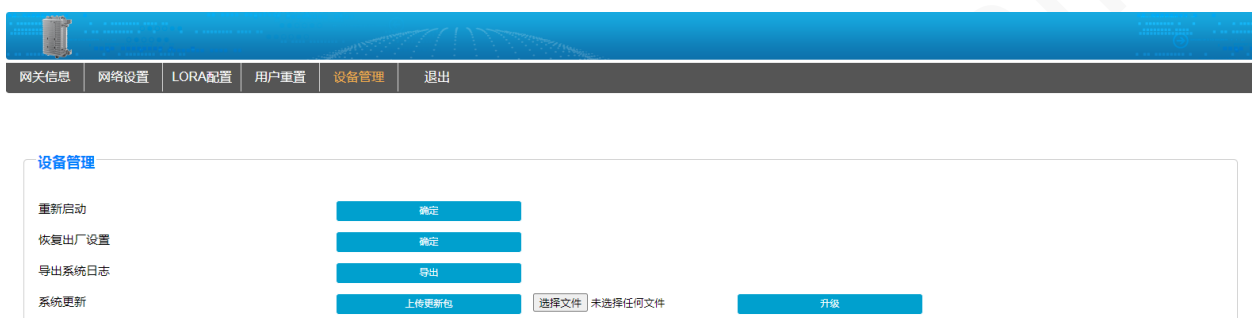 网关信息 网络设置 LORA配置 用户重置 设备管理 退出
设备管理
重新启动 确定
恢复出厂设置 确定
导出系统日志 导出
系统更新 上传更新包 选择文件 未选择任何文件 升级